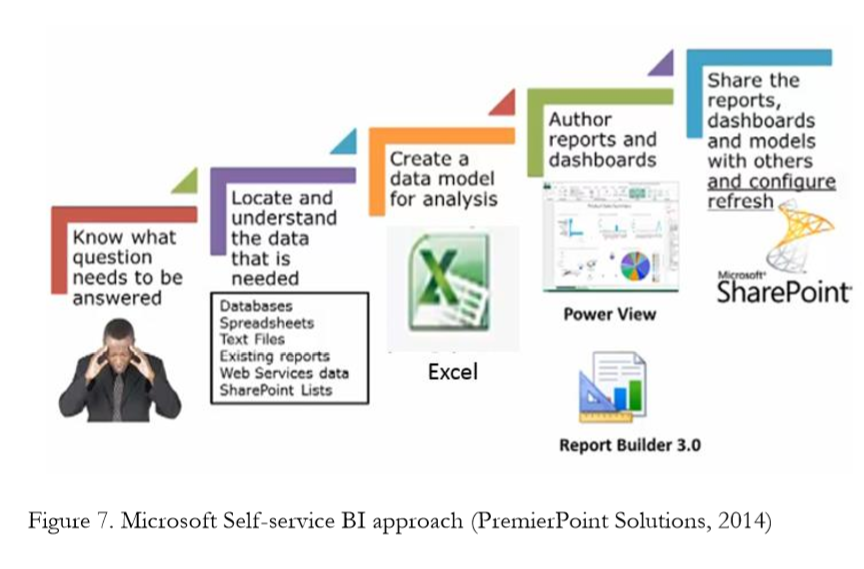 Know what
question
needs to be
answered
Locate and
understand
the data
that is
needed
Databases
Spreadsheets
Text Files
Existing reports
Web Services data
SharePoint Lists
Create a
data model
for analysis
Excel
Author
reports and
dashboards
Power View
Report Builder 3.0
Share the
reports,
dashboards
and models
with others
and configure
refresh
Microsoft
SharePoint
Figure 7. Microsoft Self-service BI approach (PremierPoint Solutions, 2014)